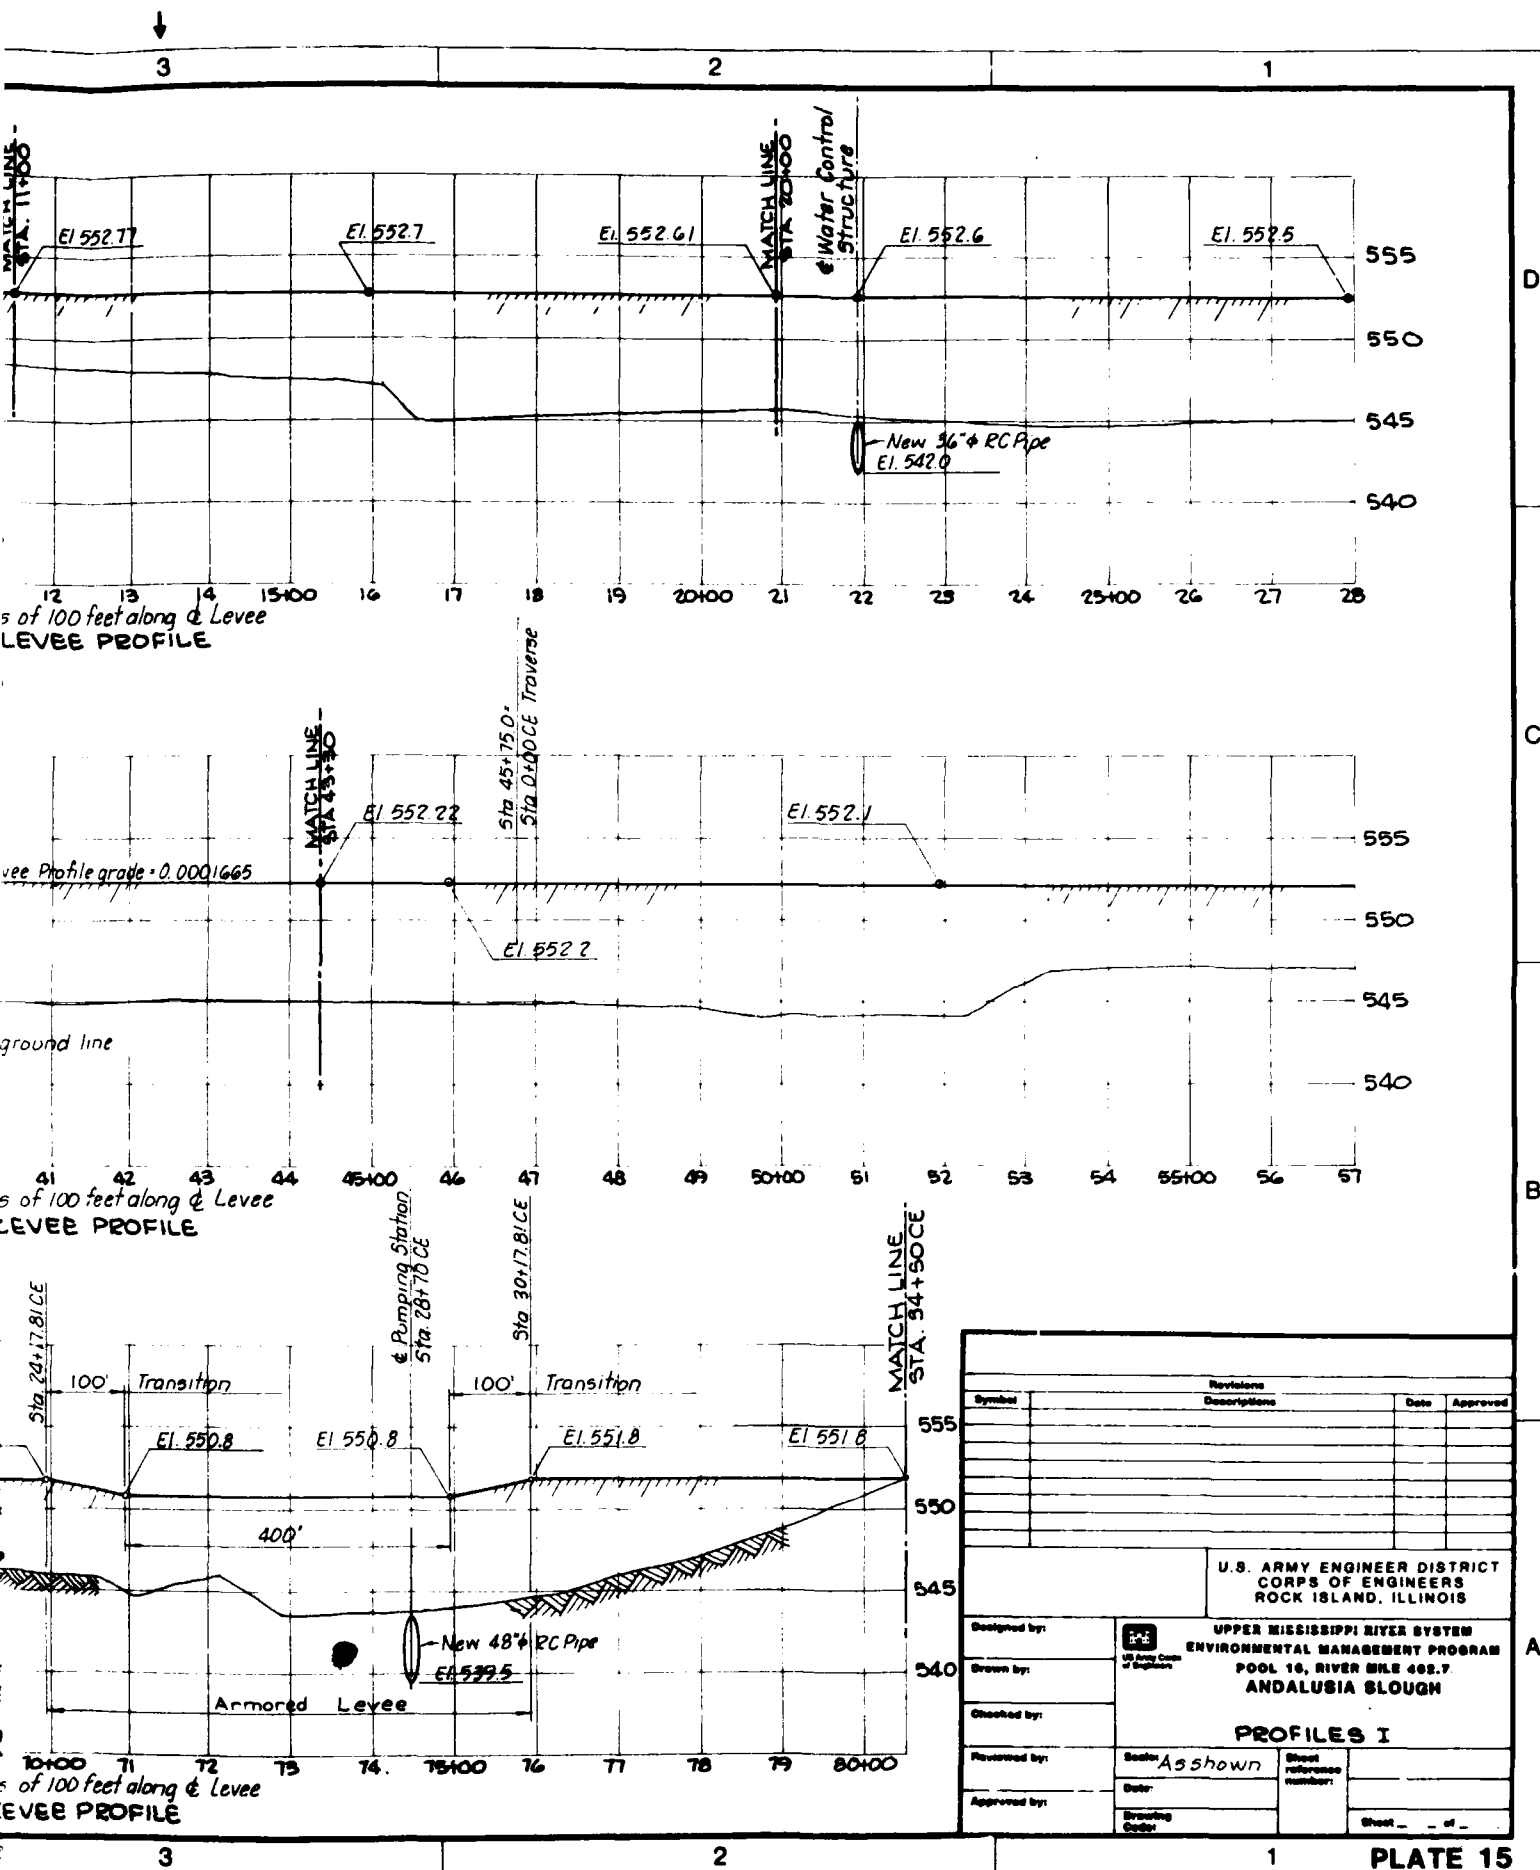 3 2 1
MATCH LINE
STA. 11+00
MATCH LINE
STA 20+00
₵ Water Control
Structure
El 552.77
El. 552.7
El. 552.61
El. 552.6
El. 552.5
555
D
550
545
New 36"ϕ RC Pipe
El. 542.0
540
12 13 14 15+00 16 17 18 19 20+00 21 22 23 24 25+00 26 27 28
s of 100 feet along ₵ Levee
LEVEE PROFILE
Sta 45+75.0=
Sta 0+00CE Traverse
C
MATCH LINE
STA 43+30
El. 552.22
El. 552.1
555
vee Profile grade = 0.0001665
550
El. 552.2
545
ground line
540
41 42 43 44 45+00 46 47 48 49 50+00 51 52 53 54 55+00 56 57
s of 100 feet along ₵ Levee
LEVEE PROFILE
B
Sta. 24+17.81CE
₵ Pumping Station
Sta. 28+70 CE
Sta 30+17.81CE
MATCH LINE
STA. 34+50CE
100' Transition
100' Transition
555
El. 550.8
El 550.8
El. 551.8
El 551.8
550
400'
545
New 48"ϕ RC Pipe
El 539.5
540
Armored Levee
70+00 71 72 73 74. 75+00 76 77 78 79 80+00
s of 100 feet along ₵ Levee
LEVEE PROFILE
Revisions
Symbol Descriptions Date Approved
U.S. ARMY ENGINEER DISTRICT
CORPS OF ENGINEERS
ROCK ISLAND, ILLINOIS
Designed by:
Drawn by:
Checked by:
Reviewed by:
Approved by:
US Army Corps
of Engineers
UPPER MISSISSIPPI RIVER SYSTEM
ENVIRONMENTAL MANAGEMENT PROGRAM
POOL 16, RIVER MILE 462.7
ANDALUSIA SLOUGH
A
PROFILES I
Scale: As shown
Sheet
reference
number:
Date:
Drawing
Code:
Sheet _ of _
3 2 1
PLATE 15